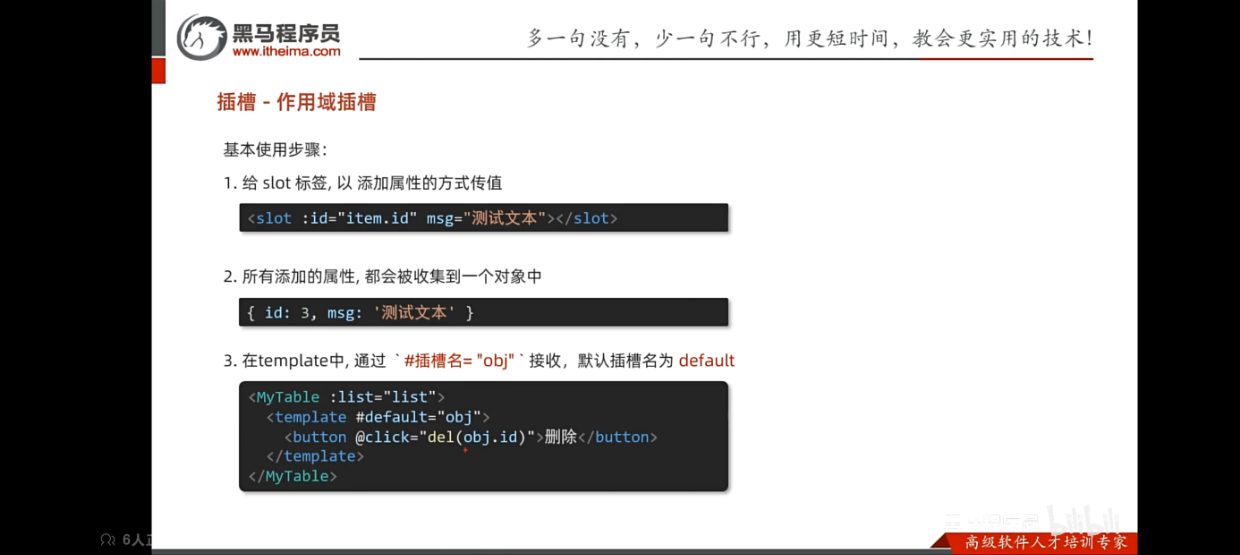 黑马程序员
www.itheima.com
多一句没有，少一句不行，用更短时间，教会更实用的技术!
插槽 - 作用域插槽
基本使用步骤：
1. 给 slot 标签, 以 添加属性的方式传值
<slot :id="item.id" msg="测试文本"></slot>
2. 所有添加的属性, 都会被收集到一个对象中
{ id: 3, msg: '测试文本' }
3. 在template中, 通过 ` #插槽名= "obj" ` 接收，默认插槽名为 default
<MyTable :list="list">
<template #default="obj">
<button @click="del(obj.id)">删除</button>
</template>
</MyTable>
bilibili
6人正
高级软件人才培训专家